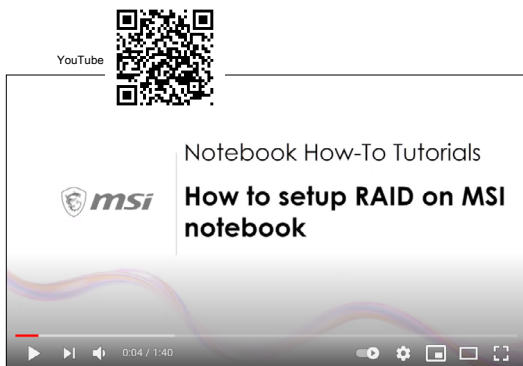 YouTube
Notebook How-To Tutorials
msi
How to setup RAID on MSI
notebook
0:04 / 1:40